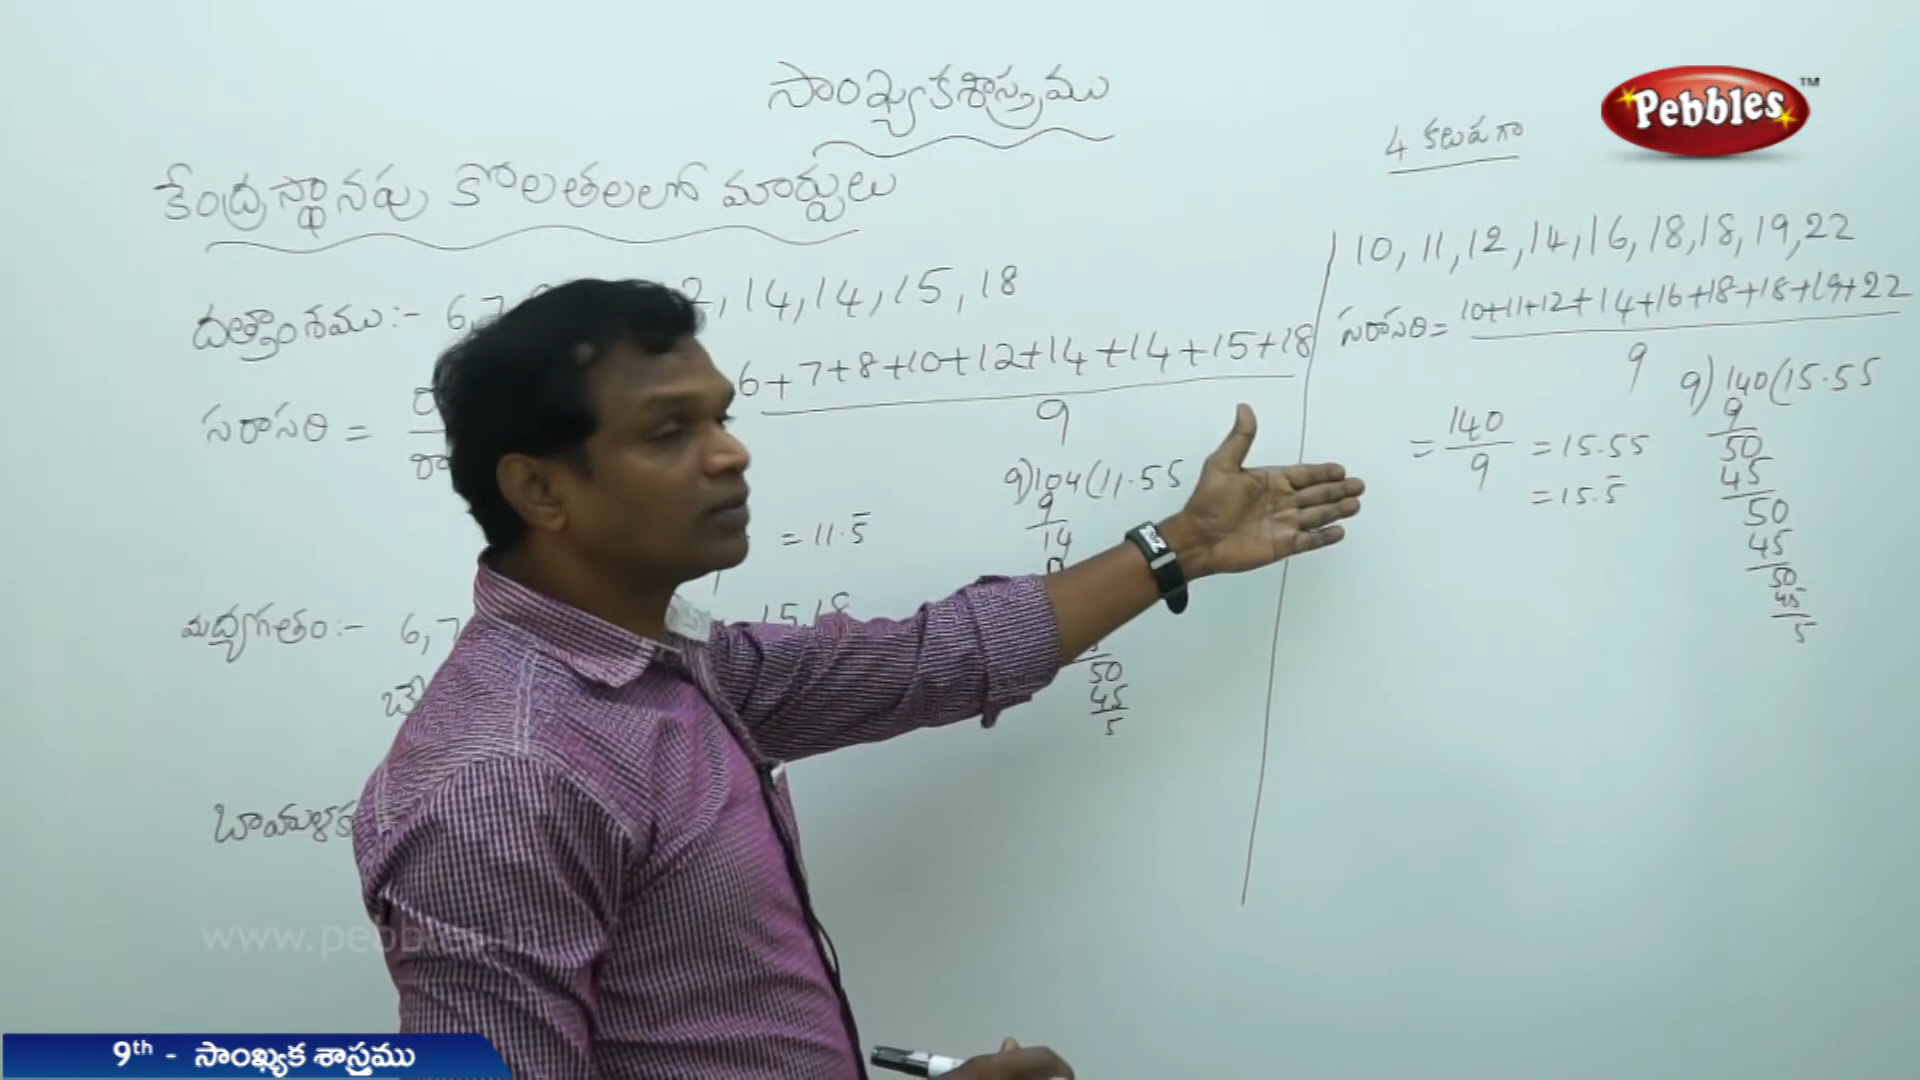 సాంఖ్యకశాస్త్రము
Pebbles™
4 కలుపగా
కేంద్రస్థానపు కొలతలలో మార్పులు
దత్తాంశము :- 6,7 2, 14, 14, 15, 18
సరాసరి = 6+7+8+10+12+14+14+15+18
9
9)104(11.55
9
14
= 11.5̄
50
45
5
మధ్యగతం :- 6,7 15,18
10, 11, 12, 14, 16, 18, 18, 19, 22
సరాసరి = 10+11+12+14+16+18+18+19+22
9
9)140(15.55
9
50
45
50
45
50
45
5
= 140/9 = 15.55
= 15.5̄
www.pebbles.in
9th - సాంఖ్యక శాస్త్రము